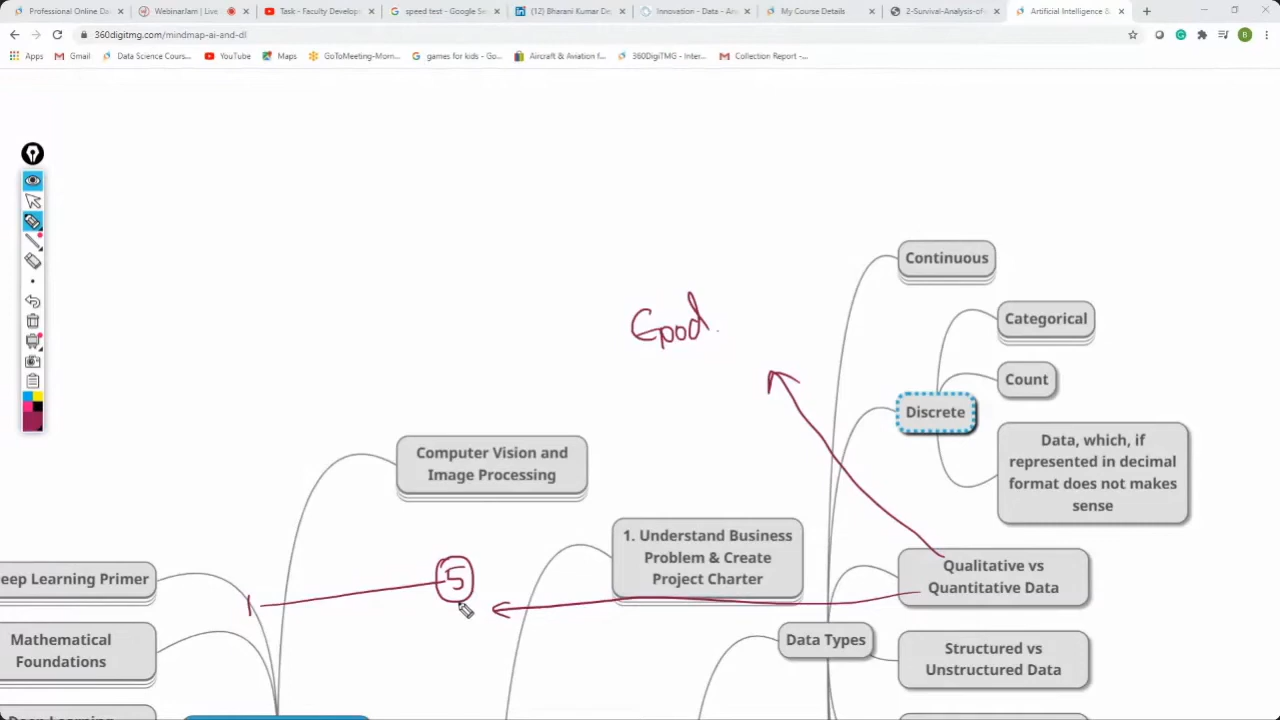 Professional Online Da
WebinarJam | Live
Task - Faculty Develop
speed test - Google Se
(12) Bharani Kumar De
Innovation - Data - An
My Course Details
2-Survival-Analysis-of
Artificial Intelligence &
360digitmg.com/mindmap-ai-and-dl
B
Apps
Gmail
Data Science Cours...
YouTube
Maps
GoToMeeting-Morn...
games for kids - Go...
Aircraft & Aviation f...
360DigiTMG - Inter...
Collection Report -...
Continuous
Categorical
Good
Count
Discrete
Data, which, if
represented in decimal
format does not makes
sense
Computer Vision and
Image Processing
1. Understand Business
Problem & Create
Project Charter
eep Learning Primer
1
5
Qualitative vs
Quantitative Data
Mathematical
Foundations
Data Types
Structured vs
Unstructured Data